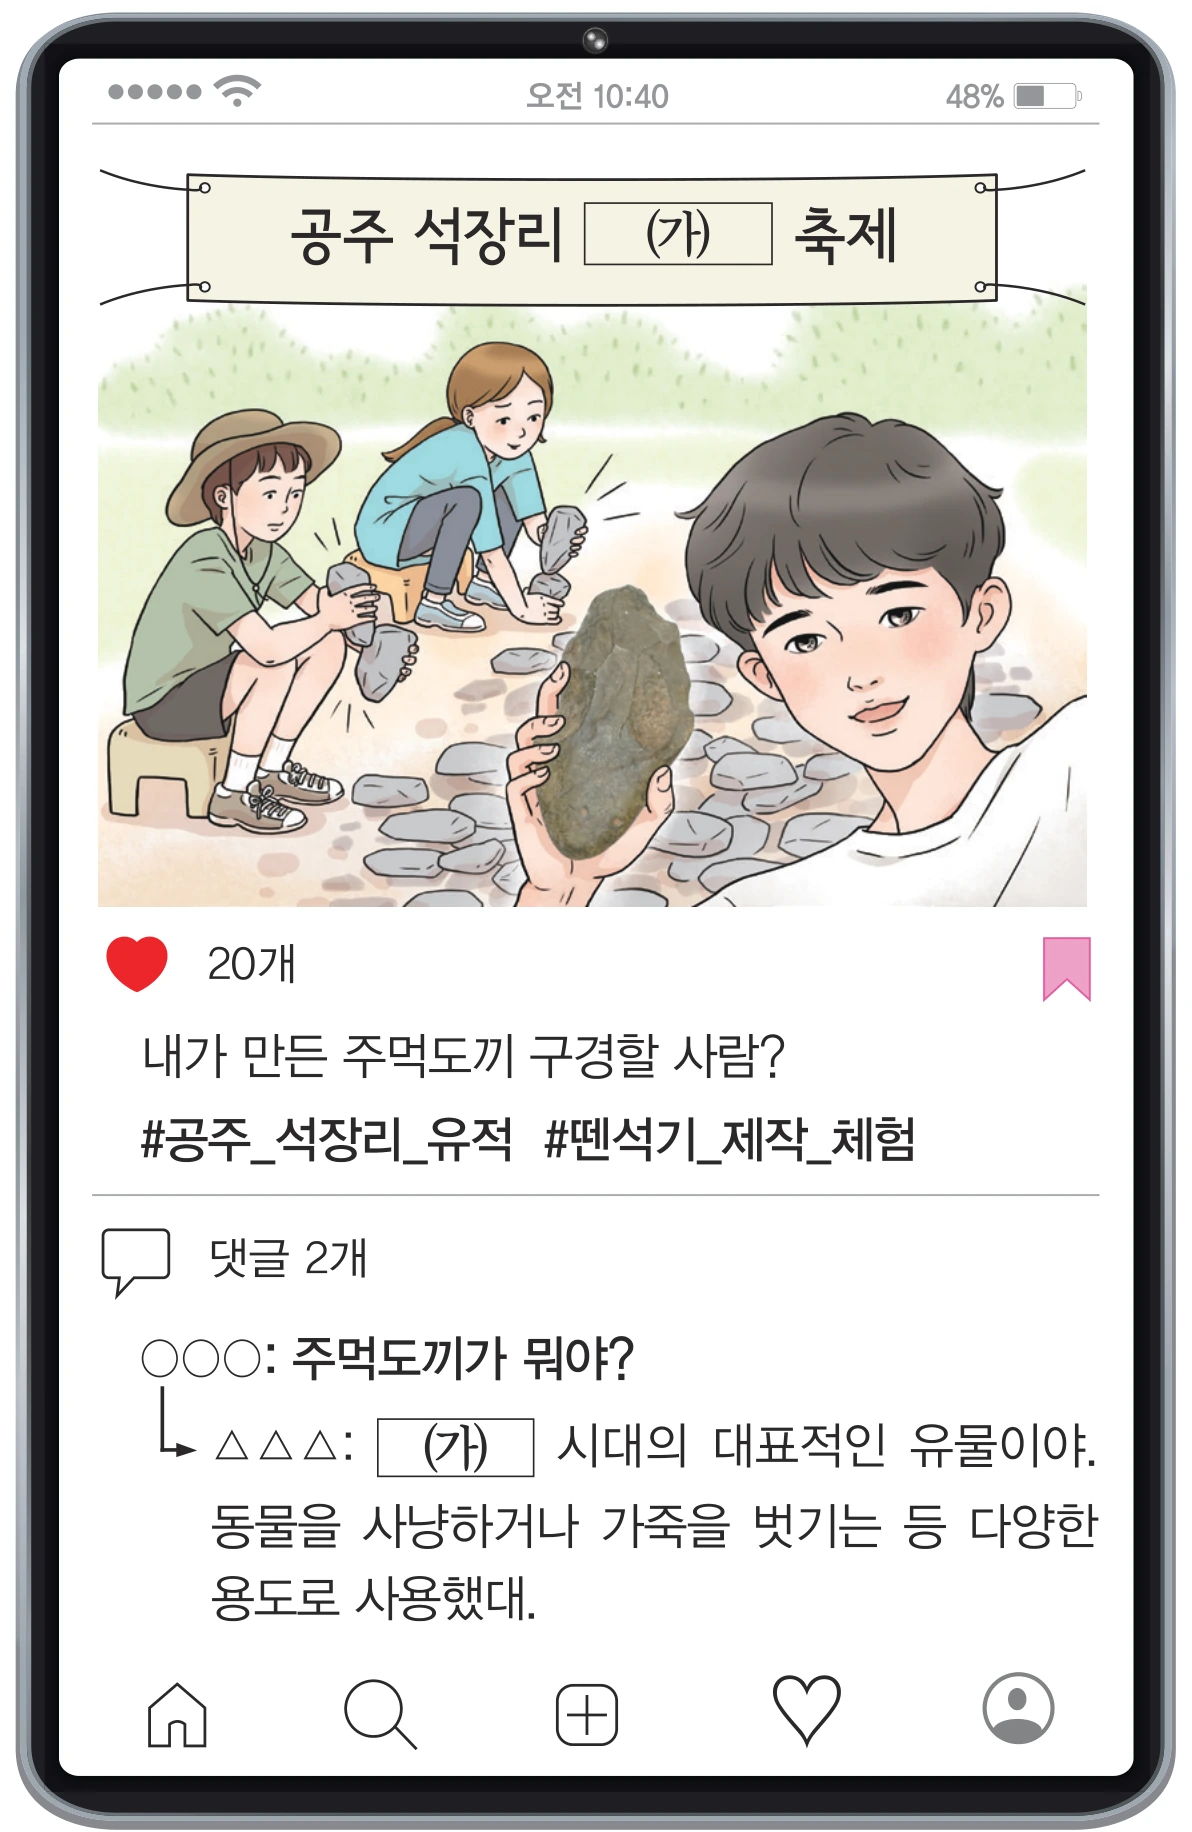 오전 10:40
48%
공주 석장리 (가) 축제
20개
내가 만든 주먹도끼 구경할 사람?
#공주_석장리_유적 #뗀석기_제작_체험
댓글 2개
○○○: 주먹도끼가 뭐야?
△△△: (가) 시대의 대표적인 유물이야.
동물을 사냥하거나 가죽을 벗기는 등 다양한
용도로 사용했대.